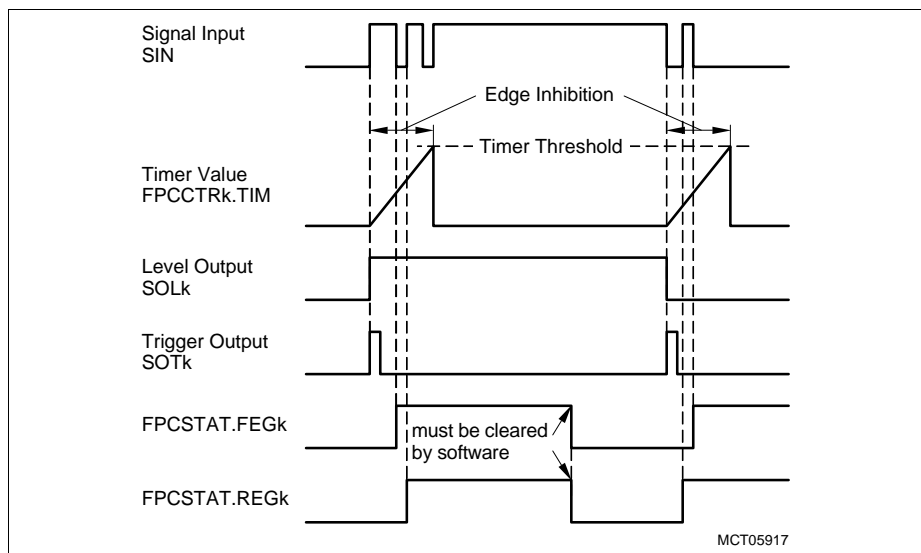 Signal Input
SIN
Edge Inhibition
Timer Threshold
Timer Value
FPCCTRk.TIM
Level Output
SOLk
Trigger Output
SOTk
FPCSTAT.FEGk
must be cleared
by software
FPCSTAT.REGk
MCT05917